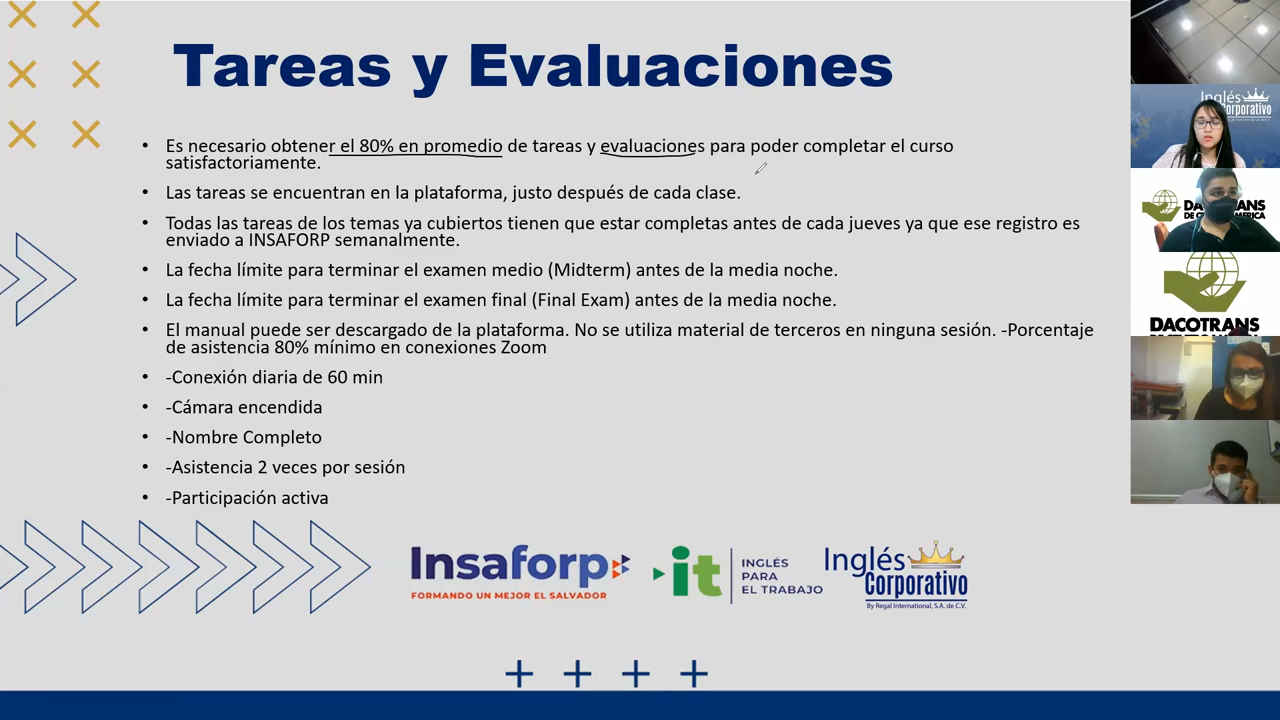 Tareas y Evaluaciones
• Es necesario obtener el 80% en promedio de tareas y evaluaciones para poder completar el curso
satisfactoriamente.
• Las tareas se encuentran en la plataforma, justo después de cada clase.
• Todas las tareas de los temas ya cubiertos tienen que estar completas antes de cada jueves ya que ese registro es
enviado a INSAFORP semanalmente.
• La fecha límite para terminar el examen medio (Midterm) antes de la media noche.
• La fecha límite para terminar el examen final (Final Exam) antes de la media noche.
• El manual puede ser descargado de la plataforma. No se utiliza material de terceros en ninguna sesión. -Porcentaje
de asistencia 80% mínimo en conexiones Zoom
• -Conexión diaria de 60 min
• -Cámara encendida
• -Nombre Completo
• -Asistencia 2 veces por sesión
• -Participación activa
Insaforp
FORMANDO UN MEJOR EL SALVADOR
it
INGLÉS
PARA
EL TRABAJO
Inglés
Corporativo
By Regal International, S.A. de C.V.
Inglés
Corporativo
DACOTRANS